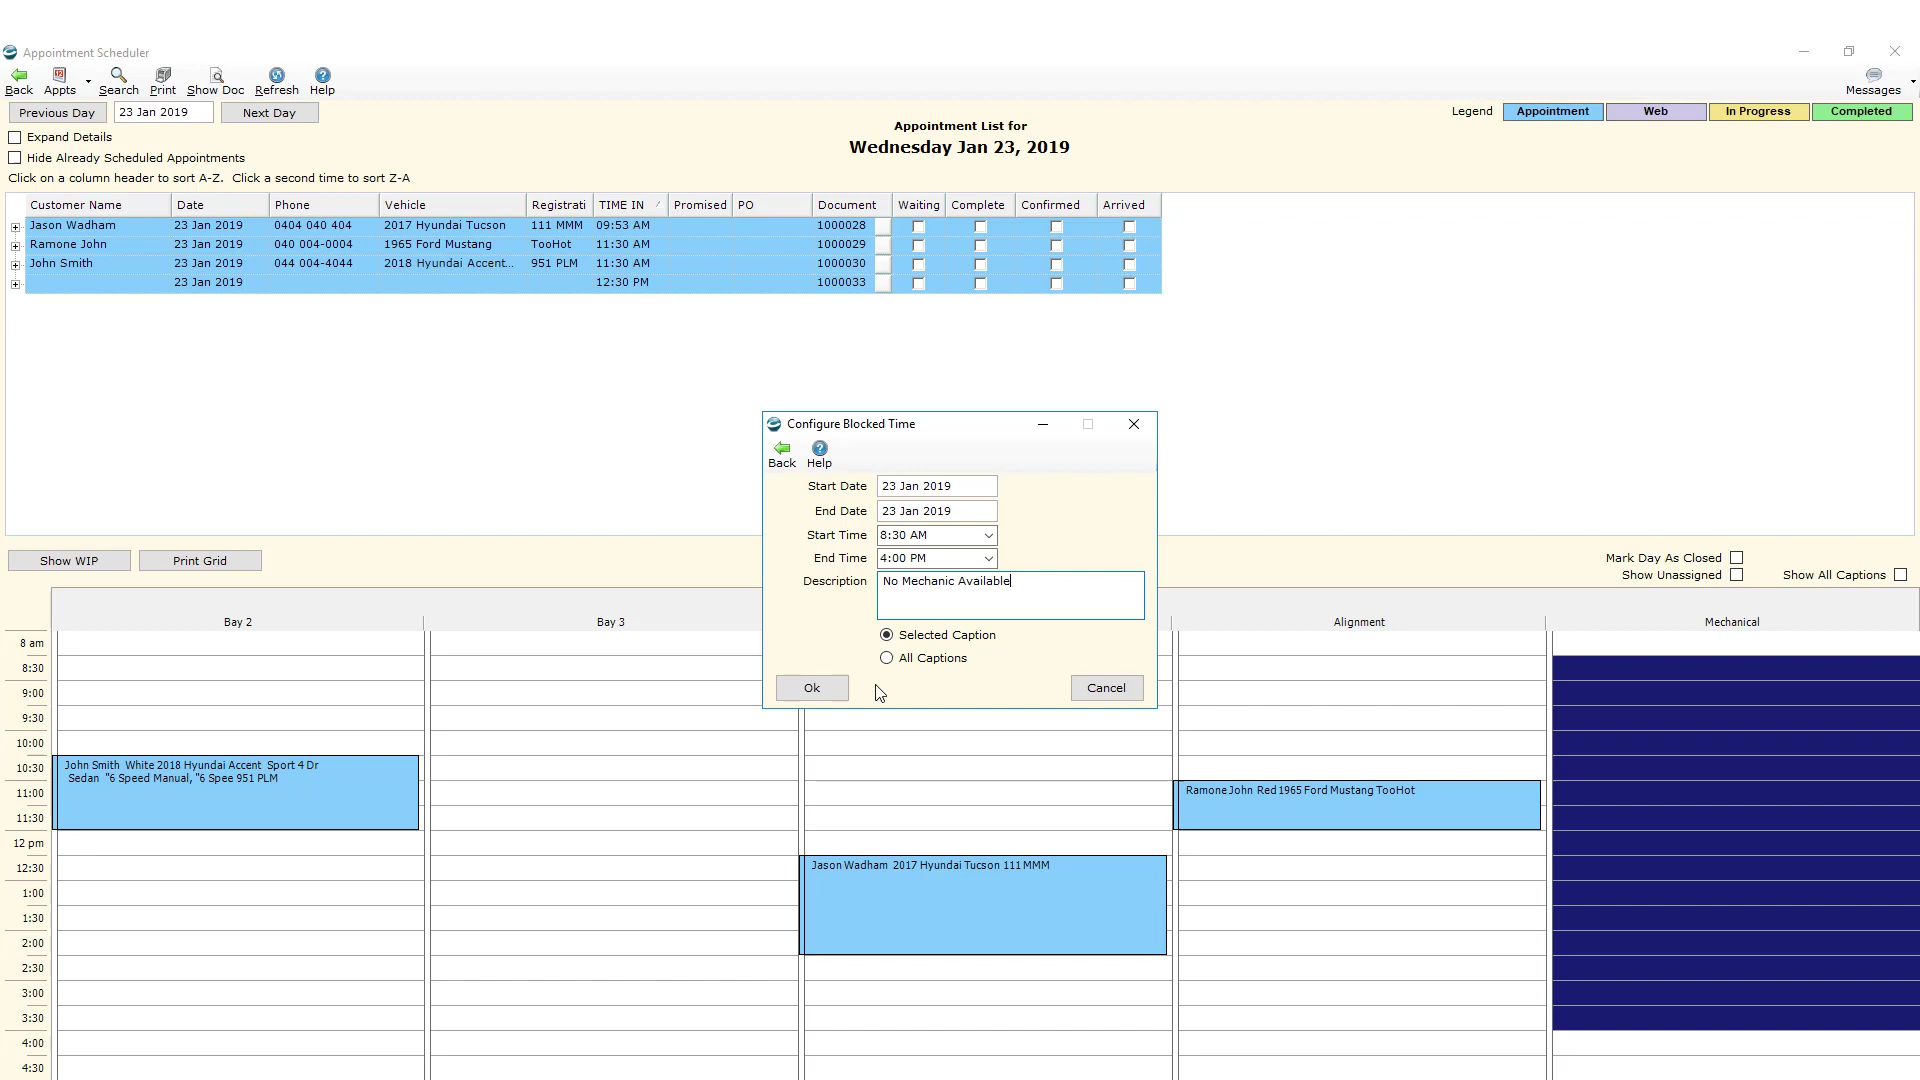 Appointment Scheduler
Back Appts Search Print Show Doc Refresh Help Messages
Previous Day 23 Jan 2019 Next Day Legend Appointment Web In Progress Completed
Expand Details
Appointment List for
Wednesday Jan 23, 2019
Hide Already Scheduled Appointments
Click on a column header to sort A-Z. Click a second time to sort Z-A
Customer Name Date Phone Vehicle Registrati TIME IN Promised PO Document Waiting Complete Confirmed Arrived
Jason Wadham 23 Jan 2019 0404 040 404 2017 Hyundai Tucson 111 MMM 09:53 AM 1000028
Ramone John 23 Jan 2019 040 004-0004 1965 Ford Mustang TooHot 11:30 AM 1000029
John Smith 23 Jan 2019 044 004-4044 2018 Hyundai Accent... 951 PLM 11:30 AM 1000030
23 Jan 2019 12:30 PM 1000033
Configure Blocked Time
Back Help
Start Date 23 Jan 2019
End Date 23 Jan 2019
Start Time 8:30 AM
End Time 4:00 PM
Description No Mechanic Available
Selected Caption
All Captions
Ok Cancel
Show WIP Print Grid
Mark Day As Closed
Show Unassigned Show All Captions
Bay 2 Bay 3 Alignment Mechanical
8 am
8:30
9:00
9:30
10:00
10:30
John Smith White 2018 Hyundai Accent Sport 4 Dr
Sedan "6 Speed Manual, "6 Spee 951 PLM
11:00
Ramone John Red 1965 Ford Mustang TooHot
11:30
12 pm
12:30
Jason Wadham 2017 Hyundai Tucson 111 MMM
1:00
1:30
2:00
2:30
3:00
3:30
4:00
4:30